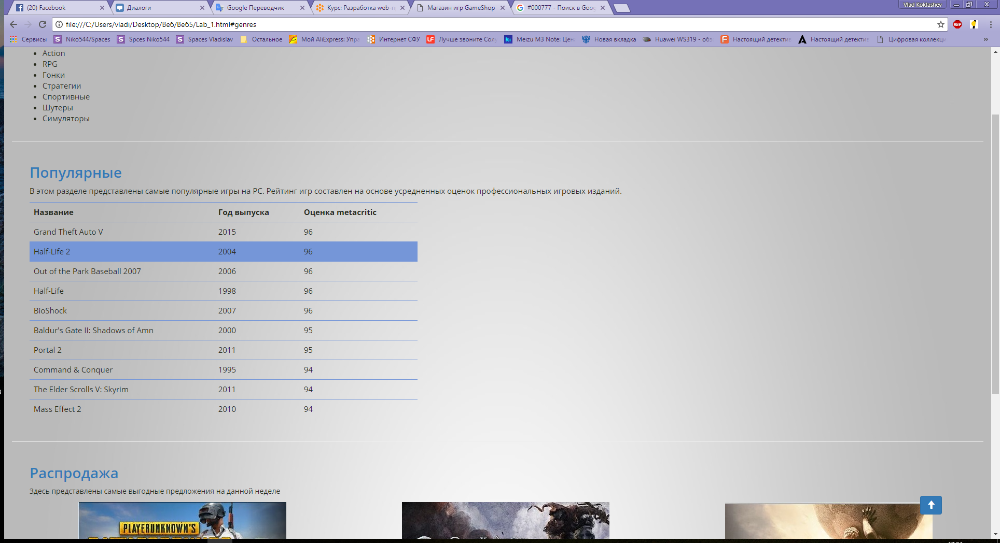 (20) Facebook
Диалоги
Google Переводчик
Курс: Разработка web-п
Магазин игр GameShop
#000777 - Поиск в Goog
Vlad Koktashev
file:///C:/Users/vladi/Desktop/Веб/Веб5/Lab_1.html#genres
ABP
Сервисы
Niko544/Spaces
Spces Niko544
Spaces Vladislav
Остальное
Мой AliExpress: Упра
Интернет СФУ
Лучше звоните Солу
Meizu M3 Note: Цен
Новая вкладка
Huawei WS319 - обз
Настоящий детектив
Настоящий детектив
Цифровая коллекци
Action
RPG
Гонки
Стратегии
Спортивные
Шутеры
Симуляторы
Популярные
В этом разделе представлены самые популярные игры на PC. Рейтинг игр составлен на основе усредненных оценок профессиональных игровых изданий.
Название Год выпуска Оценка metacritic
Grand Theft Auto V 2015 96
Half-Life 2 2004 96
Out of the Park Baseball 2007 2006 96
Half-Life 1998 96
BioShock 2007 96
Baldur's Gate II: Shadows of Amn 2000 95
Portal 2 2011 95
Command & Conquer 1995 94
The Elder Scrolls V: Skyrim 2011 94
Mass Effect 2 2010 94
Распродажа
Здесь представлены самые выгодные предложения на данной неделе
PLAYERUNKNOWN'S